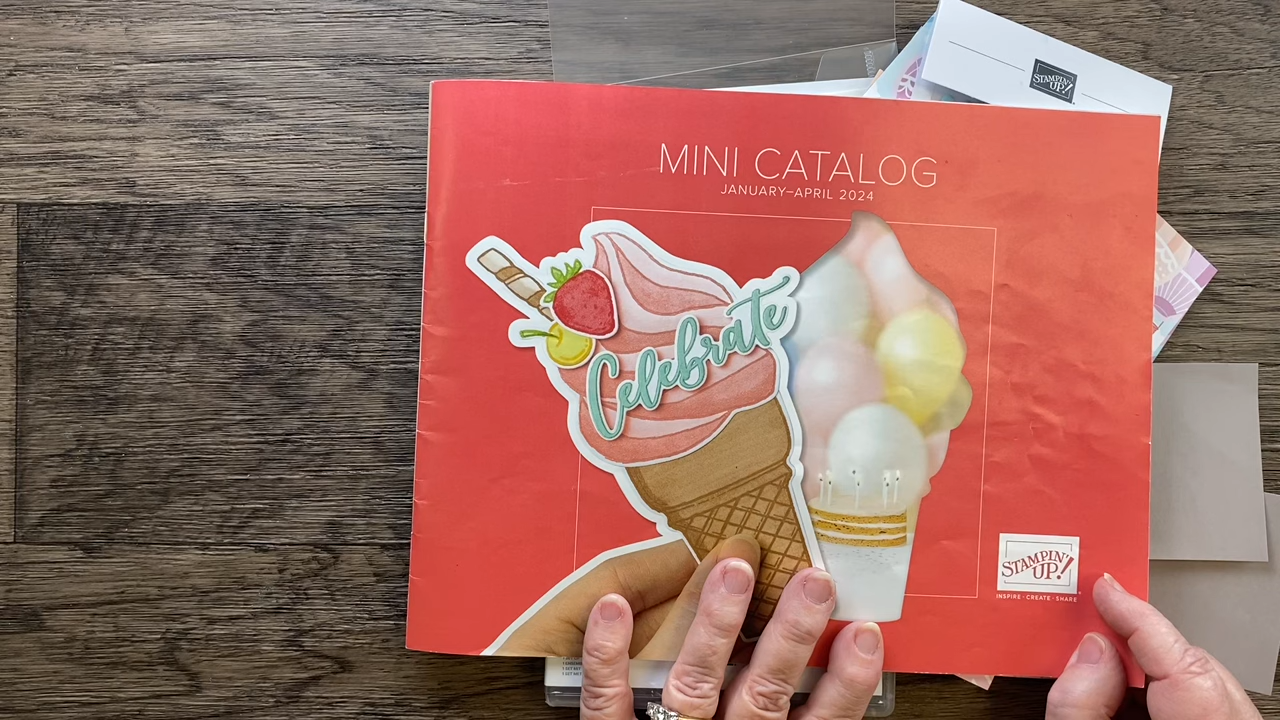 STAMPIN' UP!
MINI CATALOG
JANUARY–APRIL 2024
Celebrate
STAMPIN' UP!
INSPIRE · CREATE · SHARE